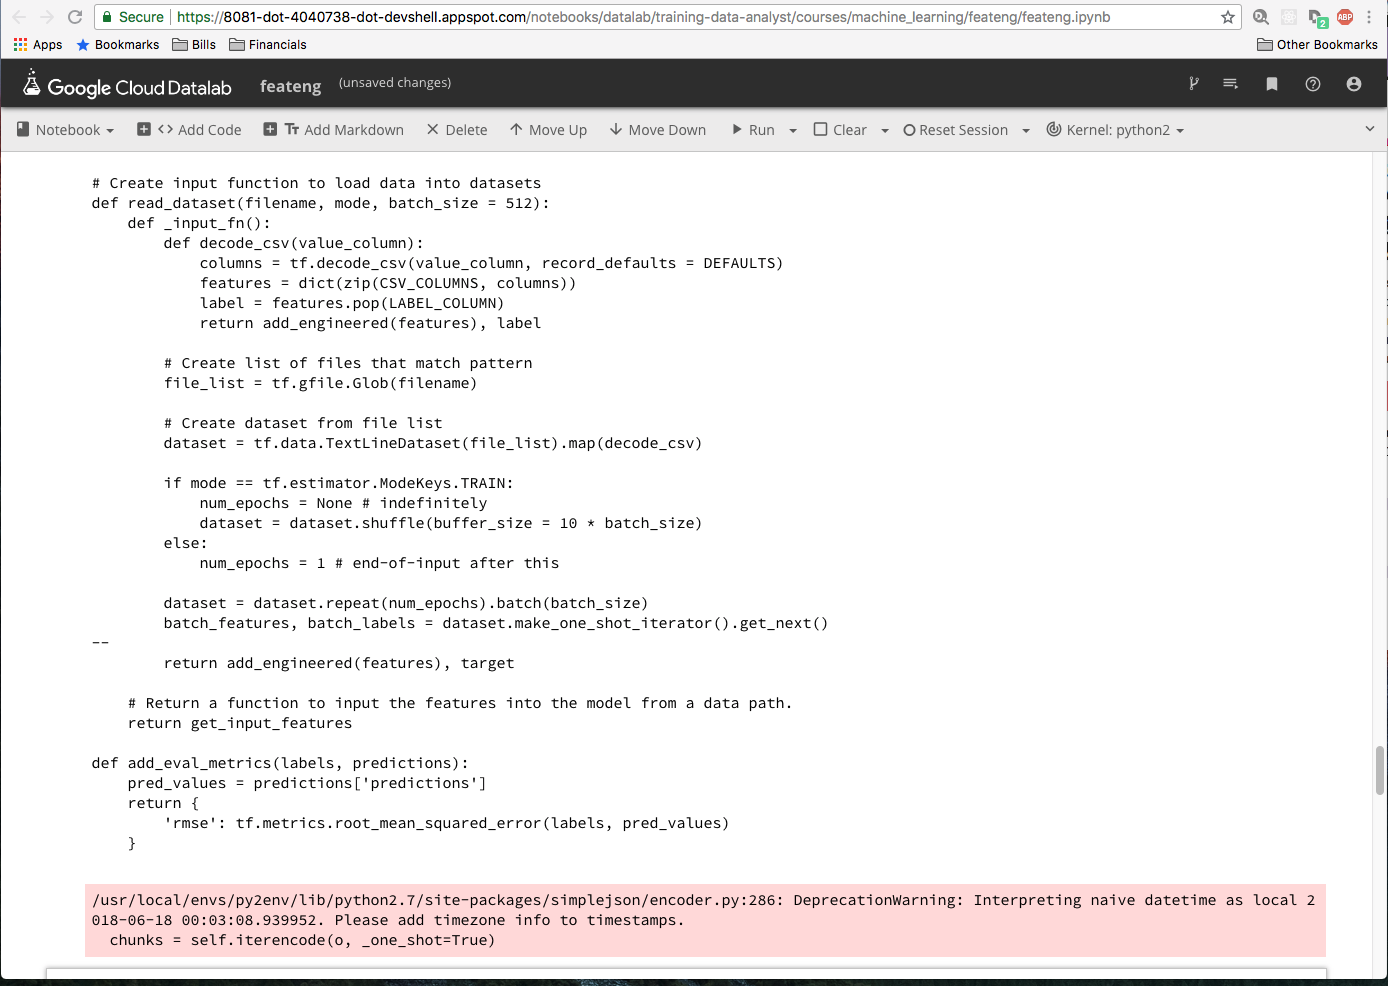 Secure https://8081-dot-4040738-dot-devshell.appspot.com/notebooks/datalab/training-data-analyst/courses/machine_learning/feateng/feateng.ipynb 2 ABP
Apps Bookmarks Bills Financials Other Bookmarks
Google Cloud Datalab feateng (unsaved changes)
Notebook Add Code Add Markdown Delete Move Up Move Down Run Clear Reset Session Kernel: python2
# Create input function to load data into datasets
def read_dataset(filename, mode, batch_size = 512):
    def _input_fn():
        def decode_csv(value_column):
            columns = tf.decode_csv(value_column, record_defaults = DEFAULTS)
            features = dict(zip(CSV_COLUMNS, columns))
            label = features.pop(LABEL_COLUMN)
            return add_engineered(features), label
        # Create list of files that match pattern
        file_list = tf.gfile.Glob(filename)
        # Create dataset from file list
        dataset = tf.data.TextLineDataset(file_list).map(decode_csv)
        if mode == tf.estimator.ModeKeys.TRAIN:
            num_epochs = None # indefinitely
            dataset = dataset.shuffle(buffer_size = 10 * batch_size)
        else:
            num_epochs = 1 # end-of-input after this
        dataset = dataset.repeat(num_epochs).batch(batch_size)
        batch_features, batch_labels = dataset.make_one_shot_iterator().get_next()
--
        return add_engineered(features), target
    # Return a function to input the features into the model from a data path.
    return get_input_features
def add_eval_metrics(labels, predictions):
    pred_values = predictions['predictions']
    return {
        'rmse': tf.metrics.root_mean_squared_error(labels, pred_values)
    }
/usr/local/envs/py2env/lib/python2.7/site-packages/simplejson/encoder.py:286: DeprecationWarning: Interpreting naive datetime as local 2
018-06-18 00:03:08.939952. Please add timezone info to timestamps.
  chunks = self.iterencode(o, _one_shot=True)